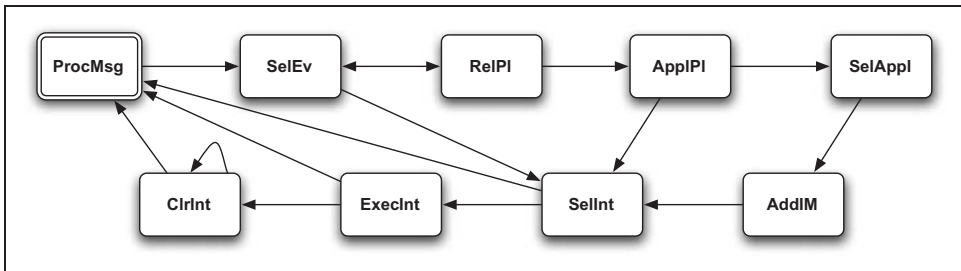 ProcMsg SelEv RelPl ApplPl SelAppl
ClrInt ExecInt SelInt AddIM